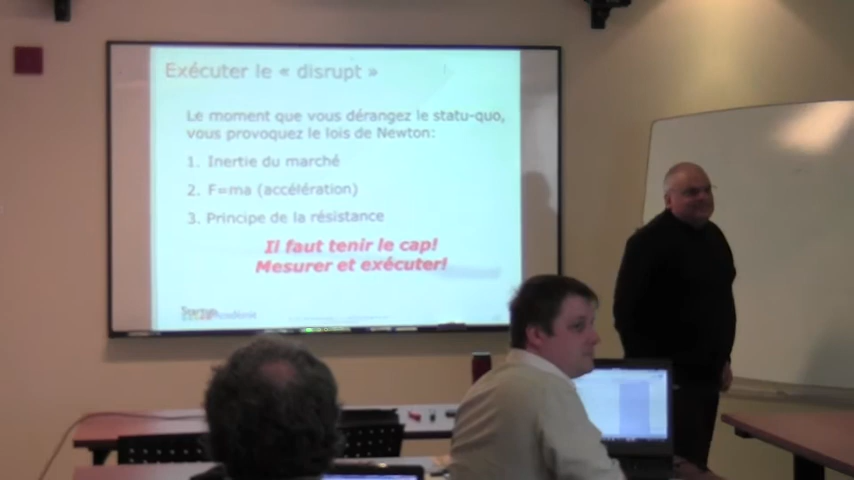 Exécuter le « disrupt »
Le moment que vous dérangez le statu-quo,
vous provoquez le lois de Newton:
1. Inertie du marché
2. F=ma (accélération)
3. Principe de la résistance
Il faut tenir le cap!
Mesurer et exécuter!
Startup